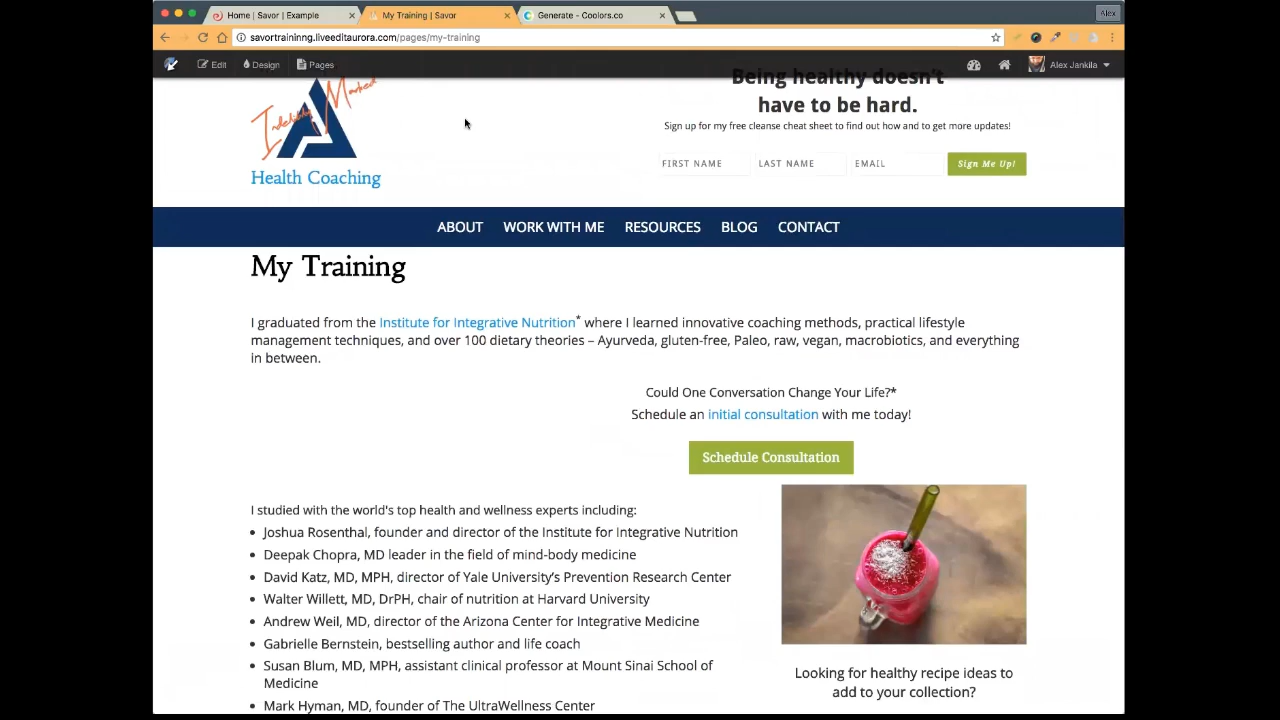 Home | Savor | Example
My Training | Savor
Generate - Coolors.co
Alex
savortraininng.liveeditaurora.com/pages/my-training
Edit
Design
Pages
Alex Jankila
Being healthy doesn't
have to be hard.
Sign up for my free cleanse cheat sheet to find out how and to get more updates!
FIRST NAME
LAST NAME
EMAIL
Sign Me Up!
Indelibly Marked
Health Coaching
ABOUT
WORK WITH ME
RESOURCES
BLOG
CONTACT
My Training
I graduated from the Institute for Integrative Nutrition* where I learned innovative coaching methods, practical lifestyle
management techniques, and over 100 dietary theories – Ayurveda, gluten-free, Paleo, raw, vegan, macrobiotics, and everything
in between.
Could One Conversation Change Your Life?*
Schedule an initial consultation with me today!
Schedule Consultation
I studied with the world's top health and wellness experts including:
• Joshua Rosenthal, founder and director of the Institute for Integrative Nutrition
• Deepak Chopra, MD leader in the field of mind-body medicine
• David Katz, MD, MPH, director of Yale University's Prevention Research Center
• Walter Willett, MD, DrPH, chair of nutrition at Harvard University
• Andrew Weil, MD, director of the Arizona Center for Integrative Medicine
• Gabrielle Bernstein, bestselling author and life coach
• Susan Blum, MD, MPH, assistant clinical professor at Mount Sinai School of
Medicine
• Mark Hyman, MD, founder of The UltraWellness Center
Looking for healthy recipe ideas to
add to your collection?